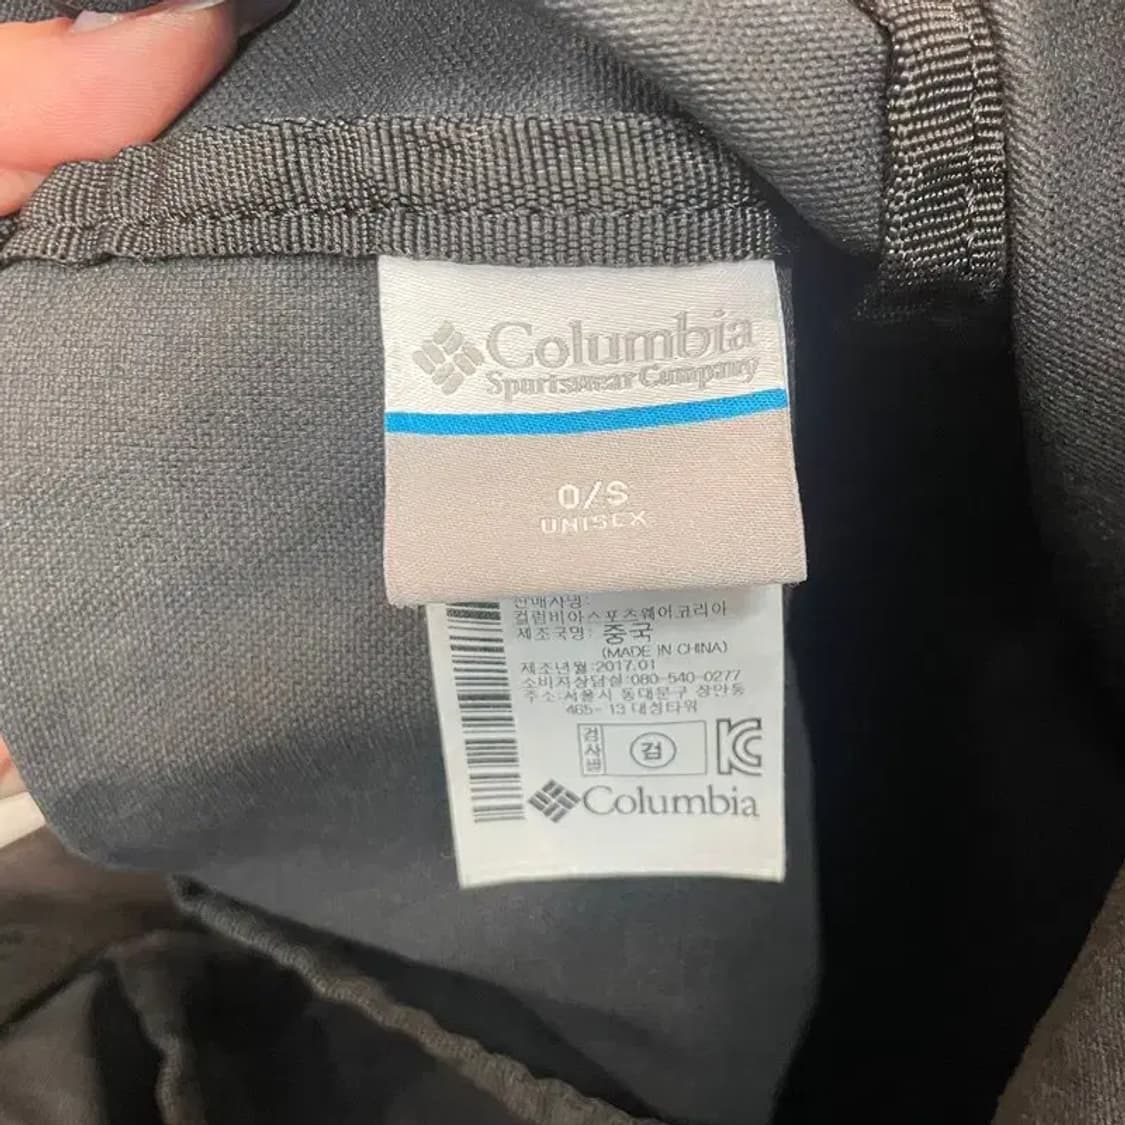 Columbia
Sportswear Company
O/S
UNISEX
판매사명:
컬럼비아스포츠웨어코리아
제조국명: 중국
(MADE IN CHINA)
제조년월:2017.01
소비자상담실:080-540-0277
주소:서울시 동대문구 장안동
465-13 대성타워
검사필
검
KC
Columbia